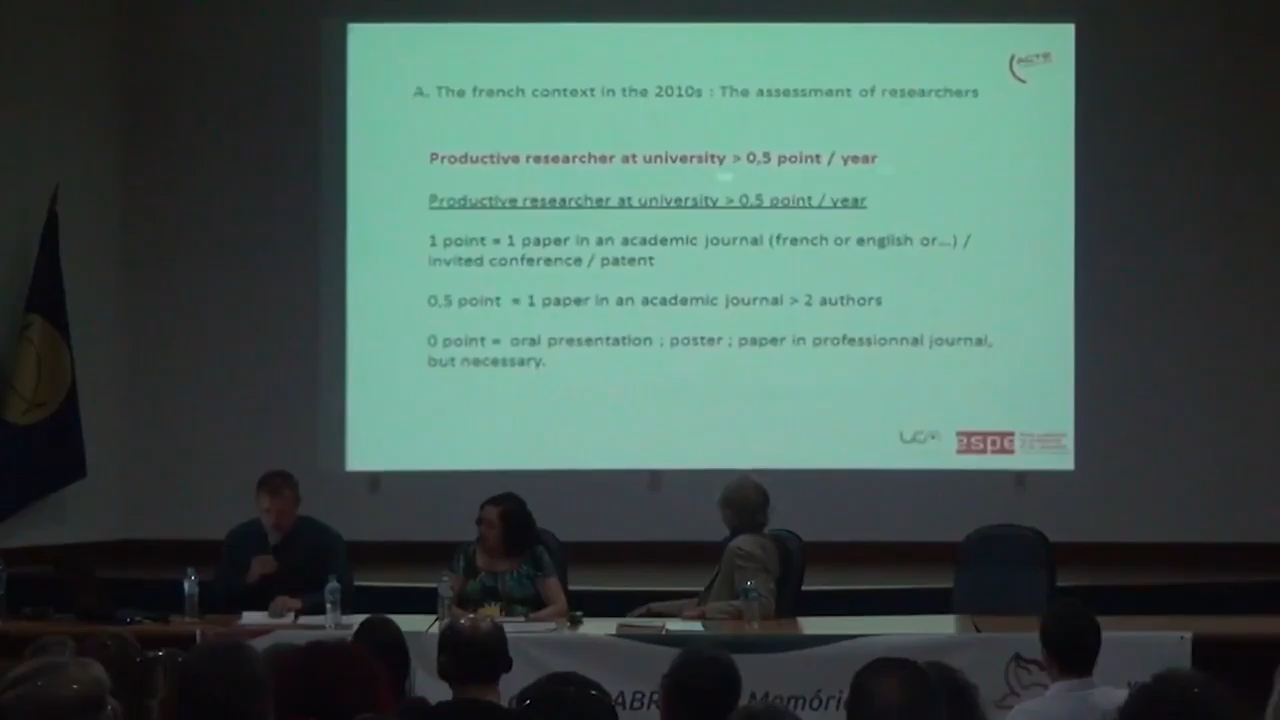 ACTE
A. The french context in the 2010s : The assessment of researchers
Productive researcher at university > 0,5 point / year
Productive researcher at university > 0,5 point / year
1 point = 1 paper in an academic journal (french or english or...) /
invited conference / patent
0,5 point = 1 paper in an academic journal > 2 authors
0 point = oral presentation ; poster ; paper in professionnal journal,
but necessary.
espe
ABR
Memóri